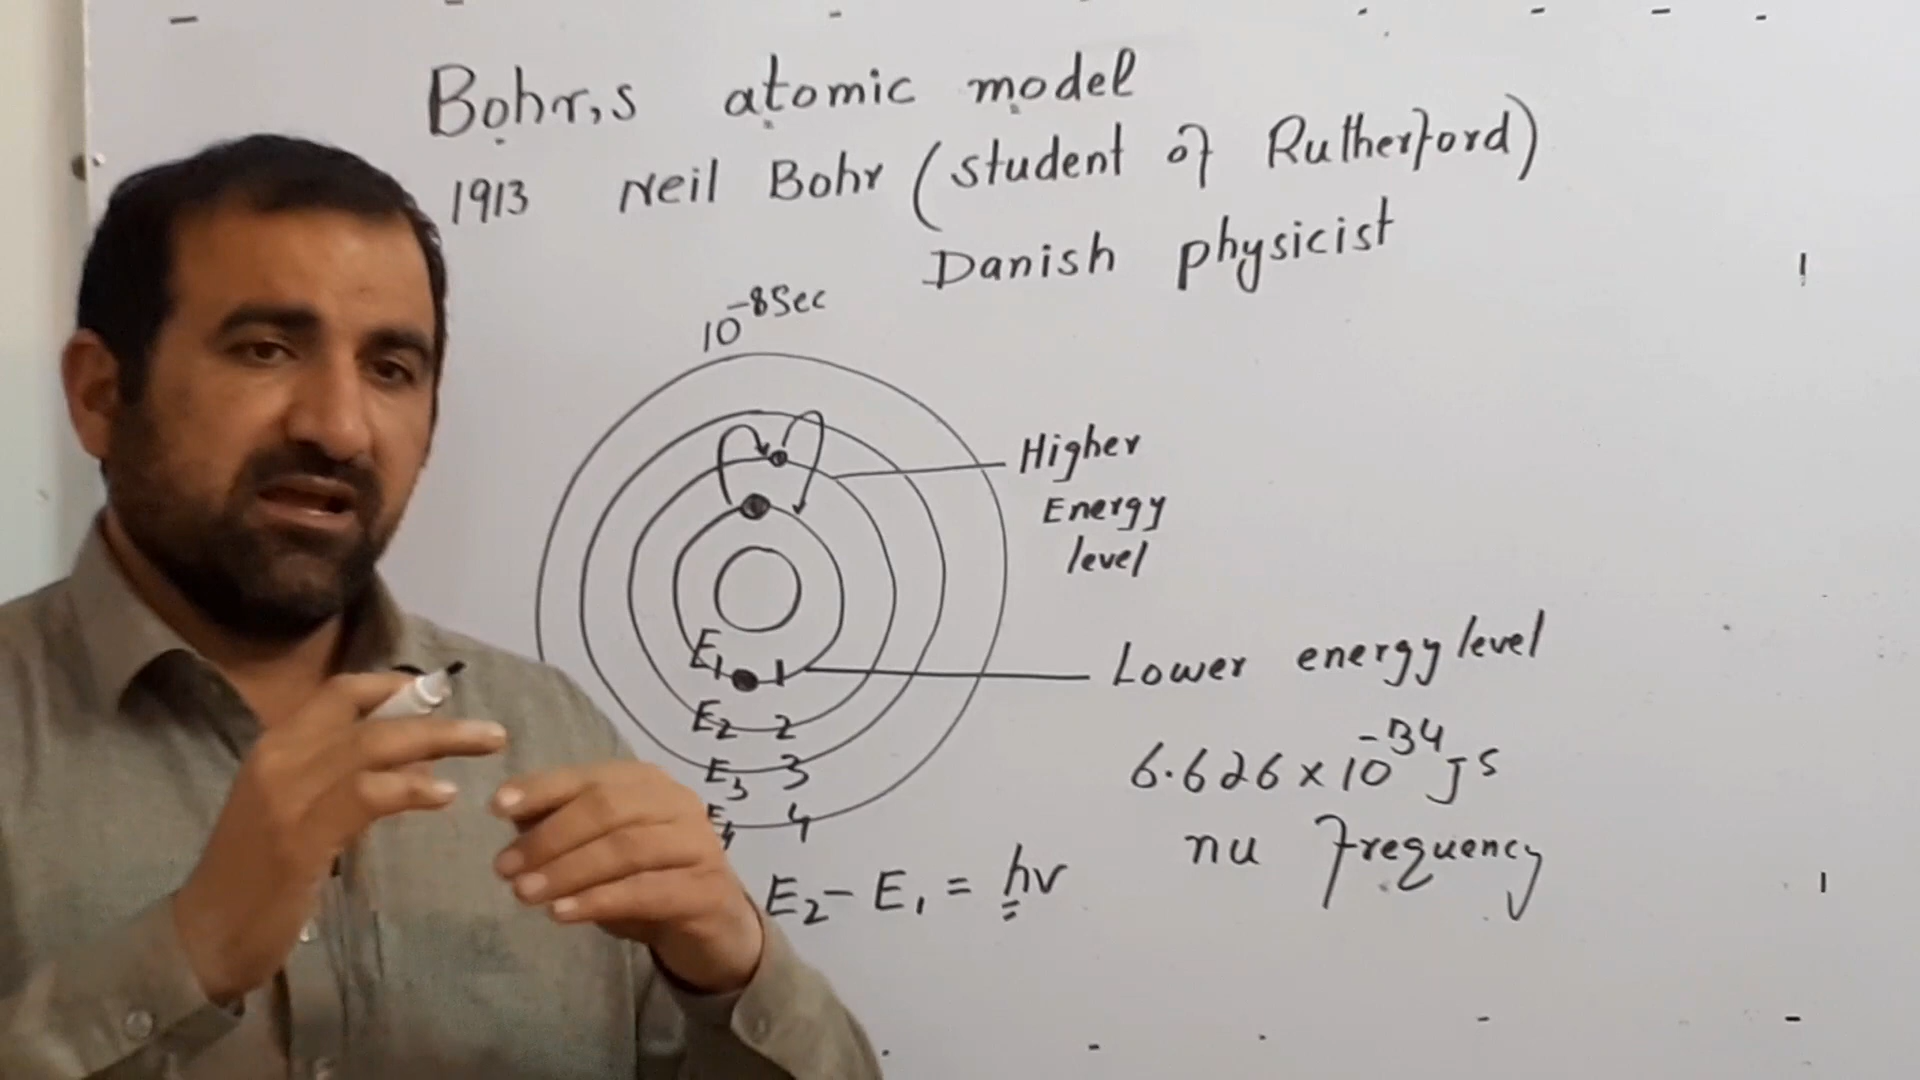 Bohr,s atomic model
1913 Neil Bohr (student of Rutherford)
Danish physicist
10⁻⁸ Sec
Higher
Energy
level
E₁ 1
Lower energy level
E₂ 2
E₃ 3
E₄ 4
6.626 x 10⁻³⁴ Js
nu Frequency
E₂ - E₁ = hν